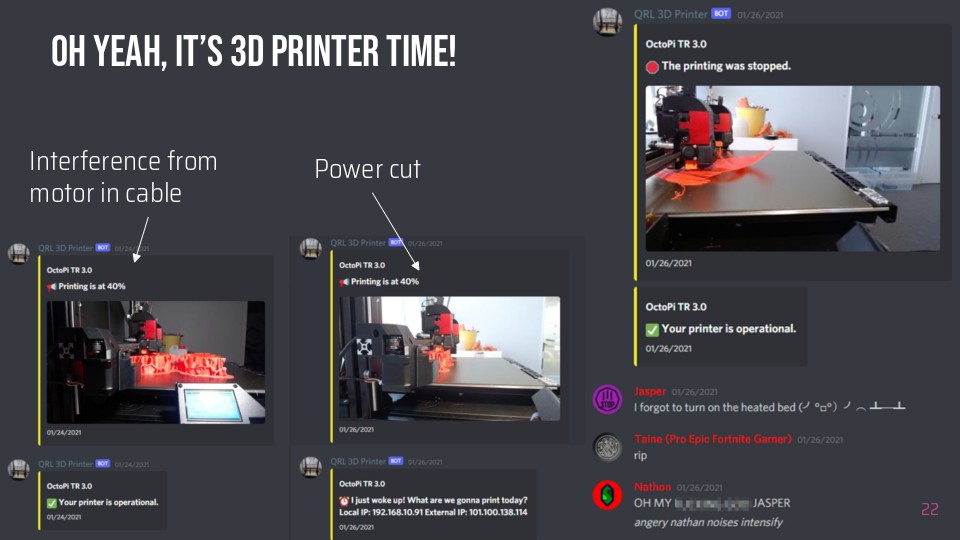 OH YEAH, IT'S 3D PRINTER TIME!
Interference from
motor in cable
Power cut
QRL 3D Printer BOT 01/24/2021
OctoPi TR 3.0
Printing is at 40%
01/24/2021
QRL 3D Printer BOT 01/24/2021
OctoPi TR 3.0
✅ Your printer is operational.
01/24/2021
QRL 3D Printer BOT 01/26/2021
OctoPi TR 3.0
Printing is at 40%
01/26/2021
QRL 3D Printer BOT 01/26/2021
OctoPi TR 3.0
⏰ I just woke up! What are we gonna print today?
Local IP: 192.168.10.91 External IP: 101.100.138.114
01/26/2021
QRL 3D Printer BOT 01/26/2021
OctoPi TR 3.0
The printing was stopped.
01/26/2021
OctoPi TR 3.0
✅ Your printer is operational.
01/26/2021
Jasper 01/26/2021
I forgot to turn on the heated bed (╯°□°）╯︵ ┻━┻
Taine (Pro Epic Fortnite Gamer) 01/26/2021
rip
Nathon 01/26/2021
OH MY JASPER
angery nathan noises intensify
22